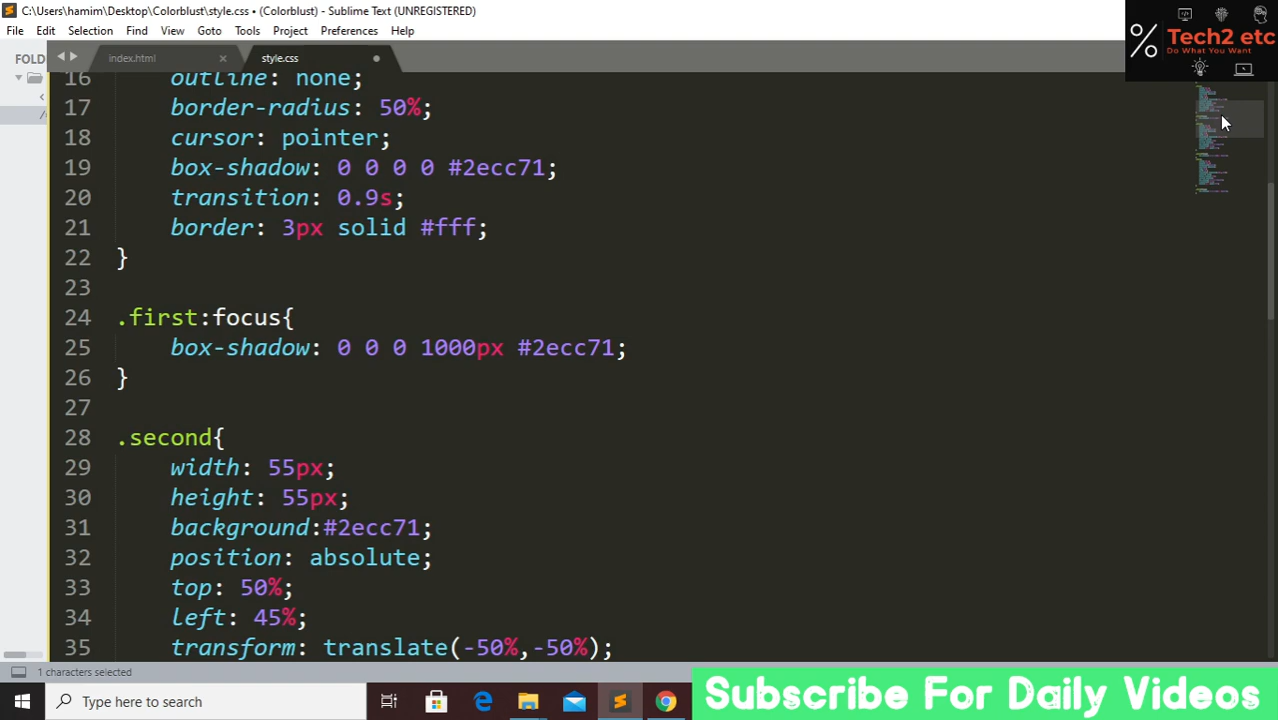 C:\Users\hamim\Desktop\Colorblust\style.css • (Colorblust) - Sublime Text (UNREGISTERED)
File Edit Selection Find View Goto Tools Project Preferences Help
Tech2 etc
Do What You Want
FOLD
index.html × style.css
16 outline: none;
17 border-radius: 50%;
18 cursor: pointer;
19 box-shadow: 0 0 0 0 #2ecc71;
20 transition: 0.9s;
21 border: 3px solid #fff;
22 }
23
24 .first:focus{
25 box-shadow: 0 0 0 1000px #2ecc71;
26 }
27
28 .second{
29 width: 55px;
30 height: 55px;
31 background:#2ecc71;
32 position: absolute;
33 top: 50%;
34 left: 45%;
35 transform: translate(-50%,-50%);
1 characters selected
Type here to search
Subscribe For Daily Videos